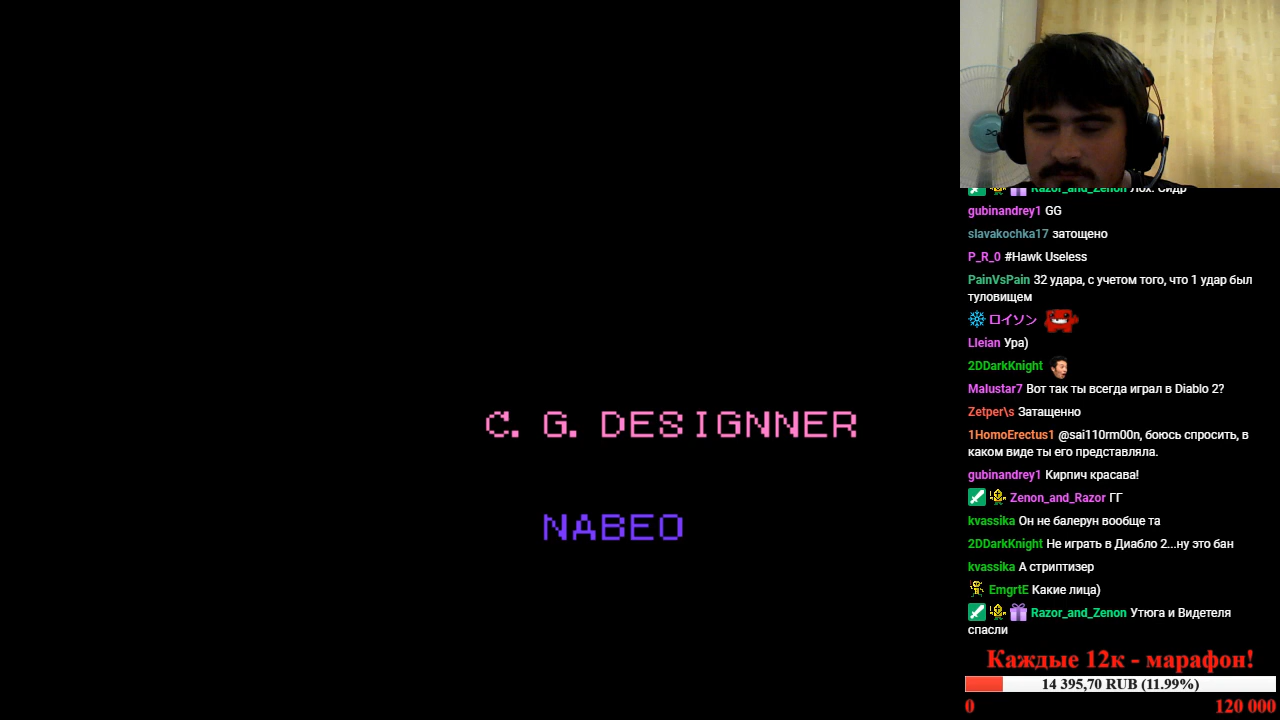 C. G. DESIGNNER
NABEO
Razor_and_Zenon Лох. Сидр
gubinandrey1 GG
slavakochka17 затощено
P_R_0 #Hawk Useless
PainVsPain 32 удара, с учетом того, что 1 удар был
туловищем
ロイソン
Lleian Ура)
2DDarkKnight
Malustar7 Вот так ты всегда играл в Diablo 2?
Zetper\s Затащенно
1HomoErectus1 @sai110rm00n, боюсь спросить, в
каком виде ты его представляла.
gubinandrey1 Кирпич красава!
Zenon_and_Razor ГГ
kvassika Он не балерун вообще та
2DDarkKnight Не играть в Диабло 2...ну это бан
kvassika А стриптизер
EmgrtE Какие лица)
Razor_and_Zenon Утюга и Видетеля
спасли
Каждые 12к - марафон!
14 395,70 RUB (11.99%)
0 120 000